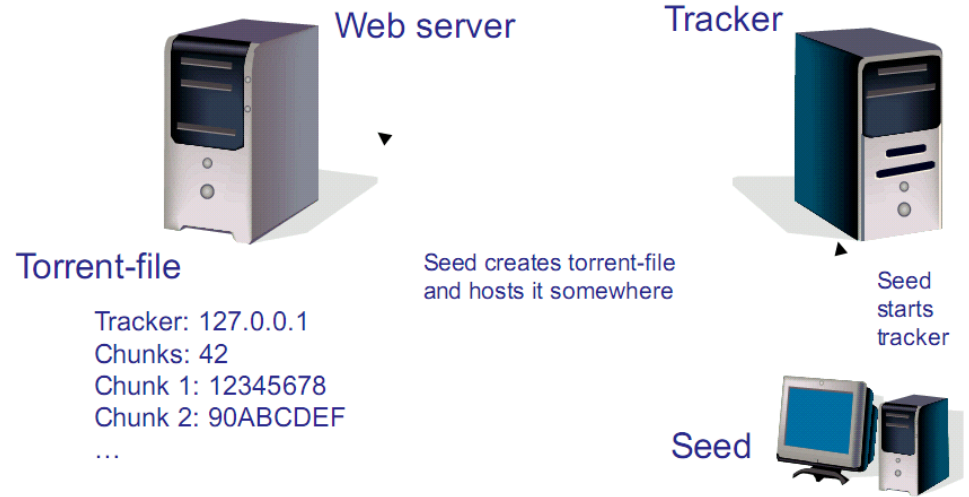 Web server
Tracker
Torrent-file
Tracker: 127.0.0.1
Chunks: 42
Chunk 1: 12345678
Chunk 2: 90ABCDEF
…
Seed creates torrent-file
and hosts it somewhere
Seed
starts
tracker
Seed